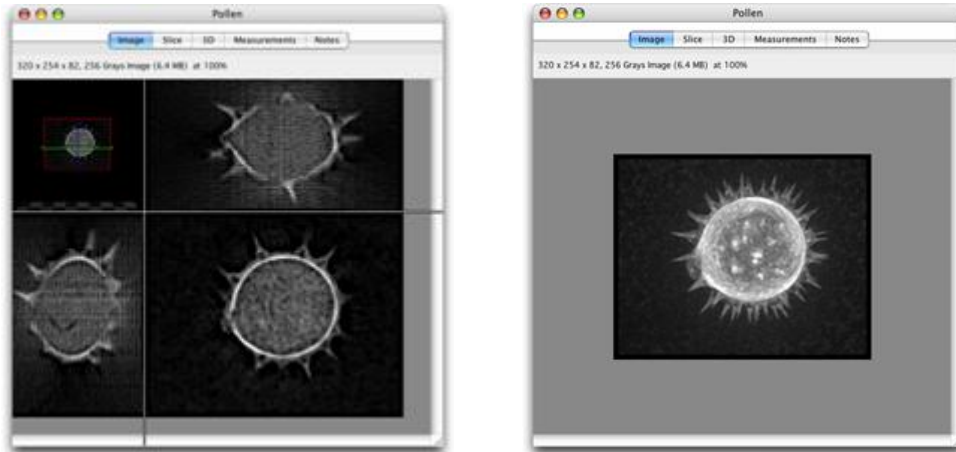 Pollen
Image Slice 3D Measurements Notes
320 x 254 x 82, 256 Grays Image (6.4 MB) at 100%
Pollen
Image Slice 3D Measurements Notes
320 x 254 x 82, 256 Grays Image (6.4 MB) at 100%